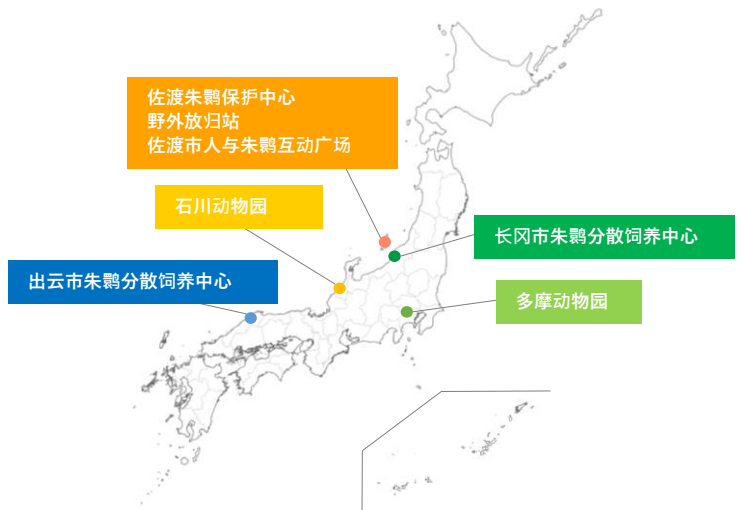 佐渡朱鹮保护中心
野外放归站
佐渡市人与朱鹮互动广场
石川动物园
长冈市朱鹮分散饲养中心
出云市朱鹮分散饲养中心
多摩动物园